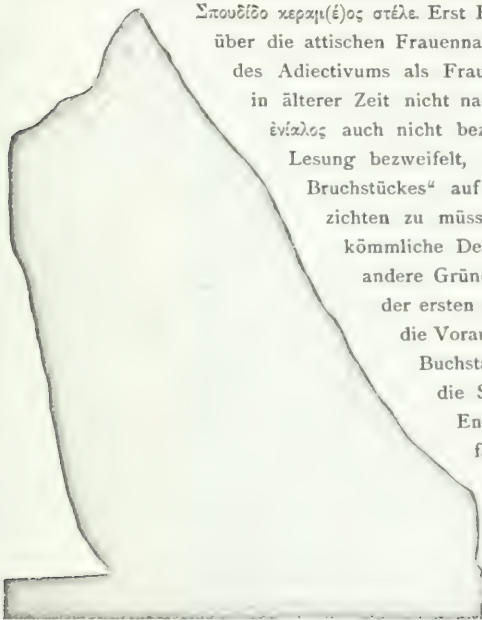 Σπουδίδο κεραμ(έ)ος στέλε. Erst
über die attischen Frauenna
des Adiectivums als Frau
in älterer Zeit nicht na
ἐνίαλος auch nicht bez
Lesung bezweifelt,
Bruchstückes“ auf
zichten zu müss
kömmliche De
andere Grün
der ersten
die Vorau
Buchsta
die S
En
f